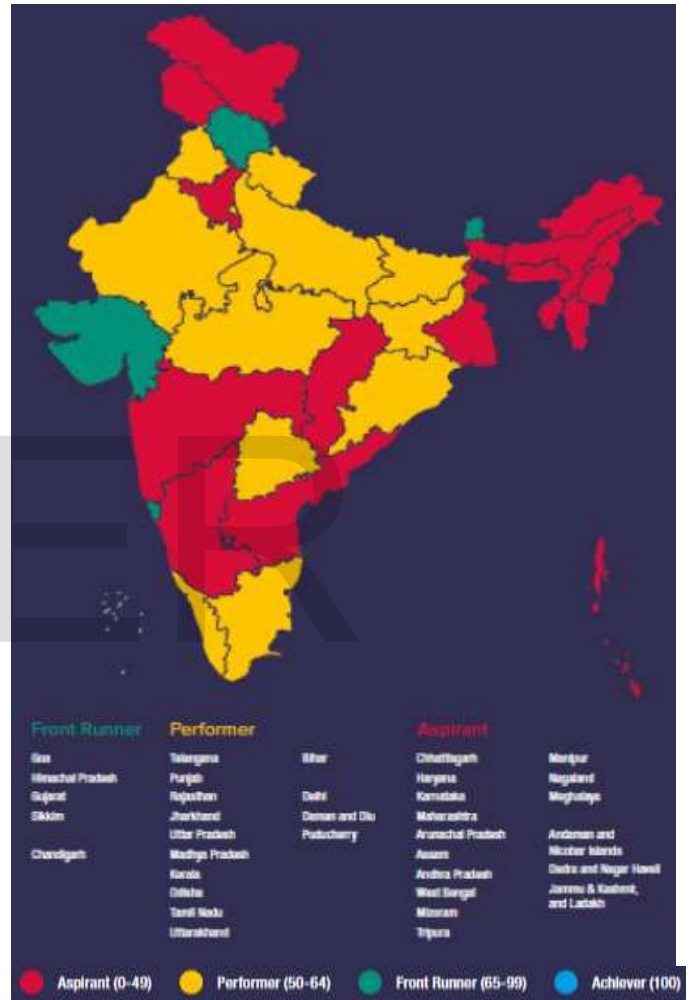 ER
Front Runner
Goa
Himachal Pradesh
Gujarat
Sikkim
Chandigarh
Performer
Telangana
Punjab
Rajasthan
Jharkhand
Uttar Pradesh
Madhya Pradesh
Kerala
Odisha
Tamil Nadu
Uttarakhand
Bihar
Delhi
Daman and Diu
Puducherry
Aspirant
Chhattisgarh
Haryana
Karnataka
Maharashtra
Arunachal Pradesh
Assam
Andhra Pradesh
West Bengal
Mizoram
Tripura
Manipur
Nagaland
Meghalaya
Andaman and
Nicobar Islands
Dadra and Nagar Haveli
Jammu & Kashmir,
and Ladakh
Aspirant (0-49)
Performer (50-64)
Front Runner (65-99)
Achiever (100)